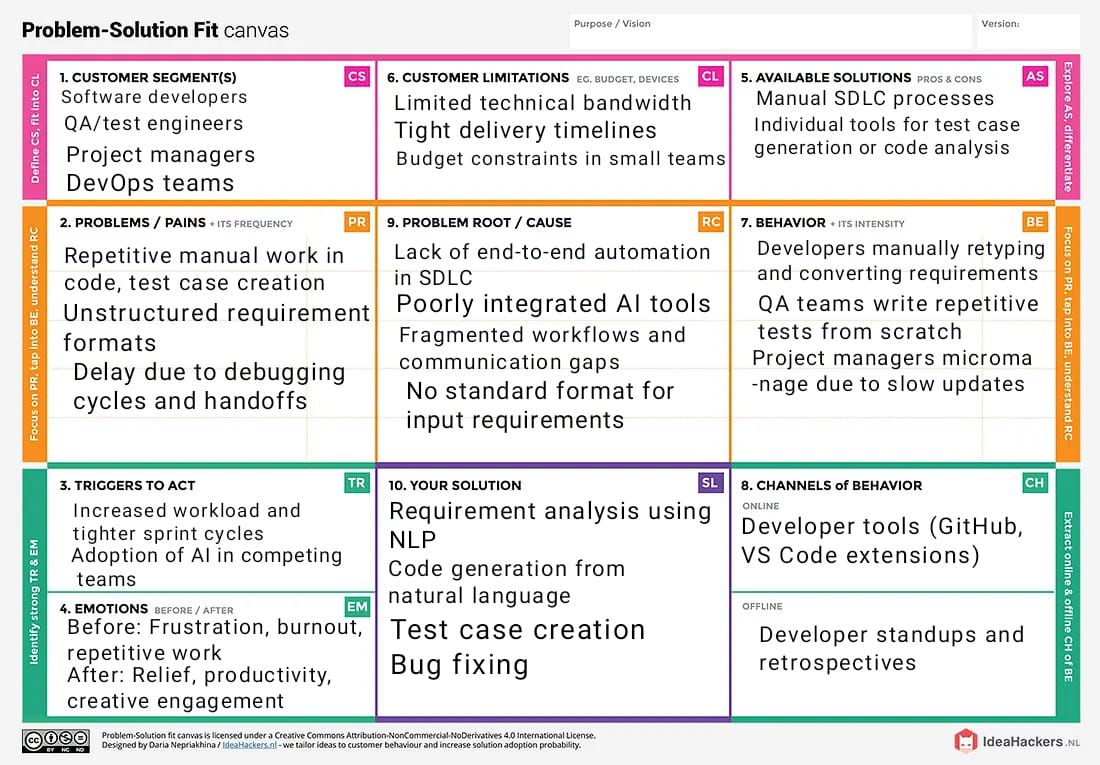 Problem-Solution Fit canvas
Purpose / Vision
Version:
Define CS, fit into CL
1. CUSTOMER SEGMENT(S)
CS
Software developers
QA/test engineers
Project managers
DevOps teams
6. CUSTOMER LIMITATIONS EG. BUDGET, DEVICES
CL
Limited technical bandwidth
Tight delivery timelines
Budget constraints in small teams
5. AVAILABLE SOLUTIONS PROS & CONS
AS
Manual SDLC processes
Individual tools for test case
generation or code analysis
Explore AS, differentiate
Focus on PR, tap into BE, understand RC
2. PROBLEMS / PAINS + ITS FREQUENCY
PR
Repetitive manual work in
code, test case creation
Unstructured requirement
formats
Delay due to debugging
cycles and handoffs
9. PROBLEM ROOT / CAUSE
RC
Lack of end-to-end automation
in SDLC
Poorly integrated AI tools
Fragmented workflows and
communication gaps
No standard format for
input requirements
7. BEHAVIOR + ITS INTENSITY
BE
Developers manually retyping
and converting requirements
QA teams write repetitive
tests from scratch
Project managers microma
-nage due to slow updates
Focus on PR, tap into BE, understand RC
Identify strong TR & EM
3. TRIGGERS TO ACT
TR
Increased workload and
tighter sprint cycles
Adoption of AI in competing
teams
4. EMOTIONS BEFORE / AFTER
EM
Before: Frustration, burnout,
repetitive work
After: Relief, productivity,
creative engagement
10. YOUR SOLUTION
SL
Requirement analysis using
NLP
Code generation from
natural language
Test case creation
Bug fixing
8. CHANNELS of BEHAVIOR
CH
ONLINE
Developer tools (GitHub,
VS Code extensions)
OFFLINE
Developer standups and
retrospectives
Extract online & offline CH of BE
CC
BY NC ND
Problem-Solution fit canvas is licensed under a Creative Commons Attribution-NonCommercial-NoDerivatives 4.0 International License.
Designed by Daria Nepriakhina / IdeaHackers.nl - we tailor ideas to customer behaviour and increase solution adoption probability.
IdeaHackers.NL